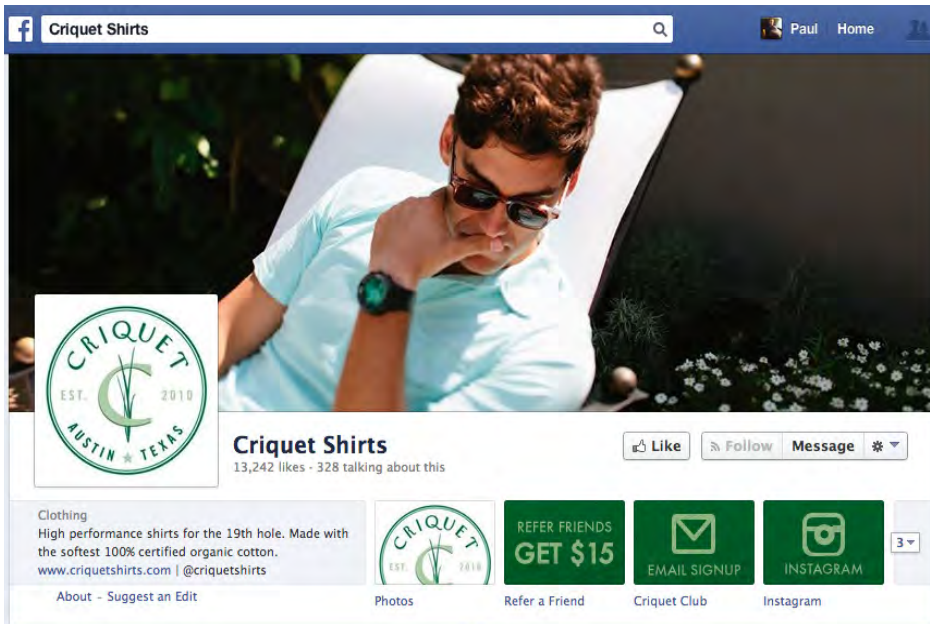 f Criquet Shirts Paul Home
CRIQUET
EST. C 2010
AUSTIN ★ TEXAS
Criquet Shirts
13,242 likes · 328 talking about this
Like Follow Message
Clothing
High performance shirts for the 19th hole. Made with
the softest 100% certified organic cotton.
www.criquetshirts.com | @criquetshirts
About - Suggest an Edit
CRIQUET
EST. C 2010
Photos
REFER FRIENDS
GET $15
Refer a Friend
EMAIL SIGNUP
Criquet Club
INSTAGRAM
Instagram
3